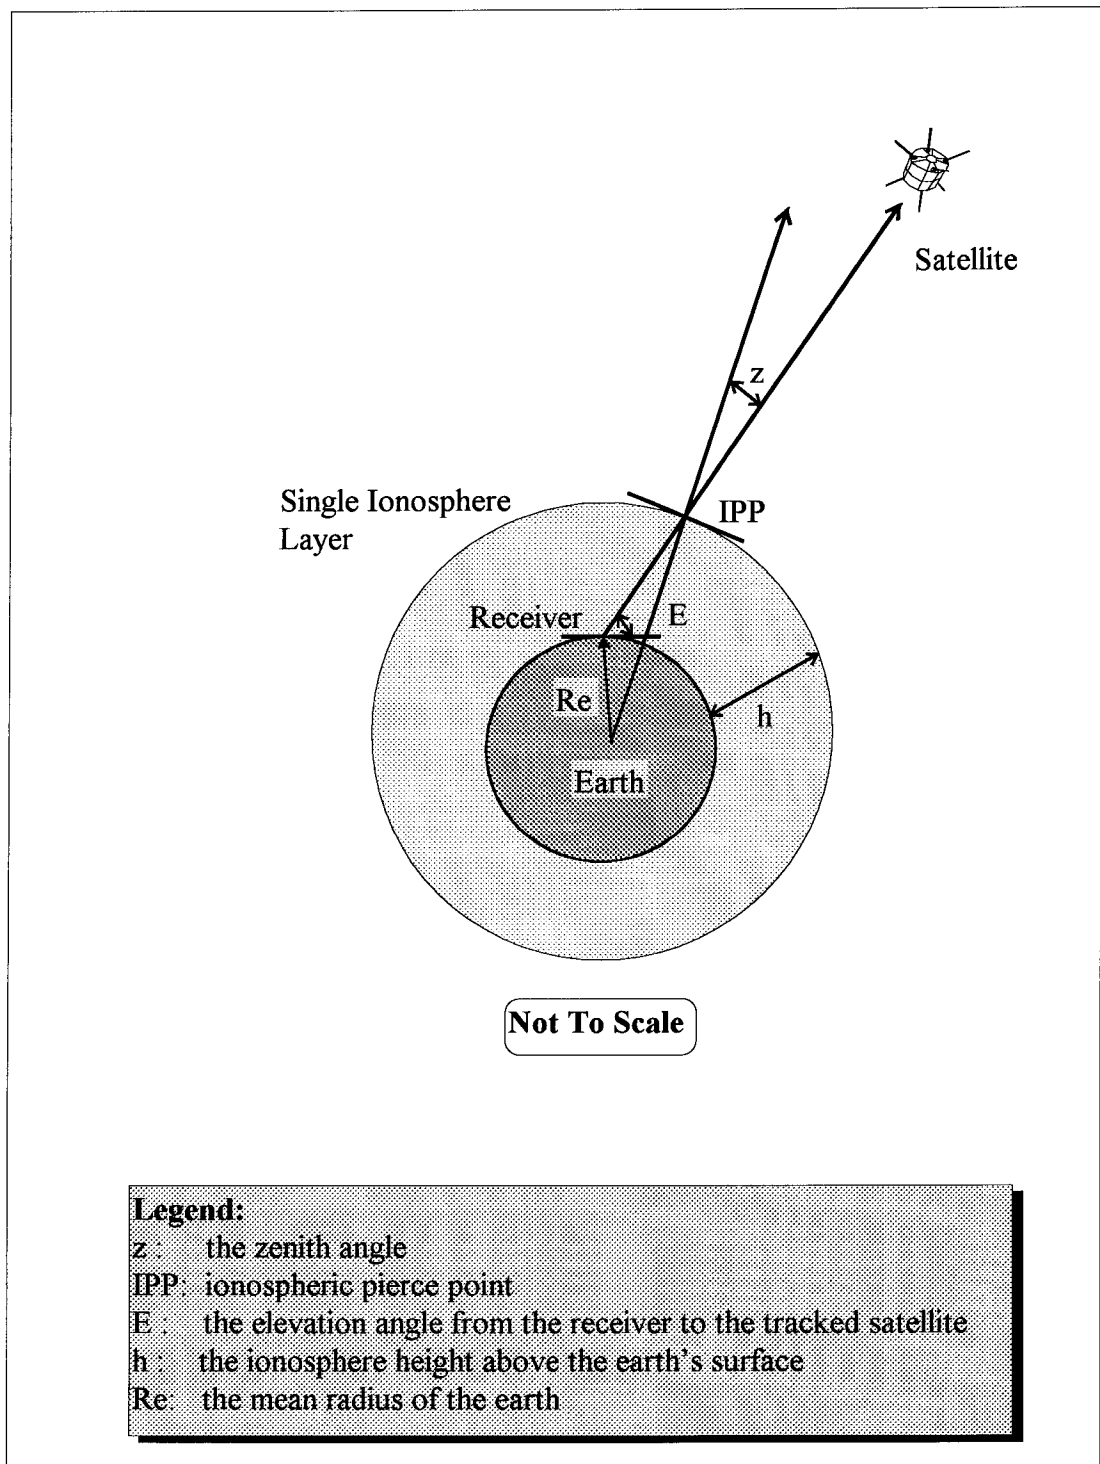 Satellite
z
Single Ionosphere
Layer
IPP
Receiver
E
Re
h
Earth
Not To Scale
Legend:
z : the zenith angle
IPP: ionospheric pierce point
E : the elevation angle from the receiver to the tracked satellite
h : the ionosphere height above the earth's surface
Re: the mean radius of the earth